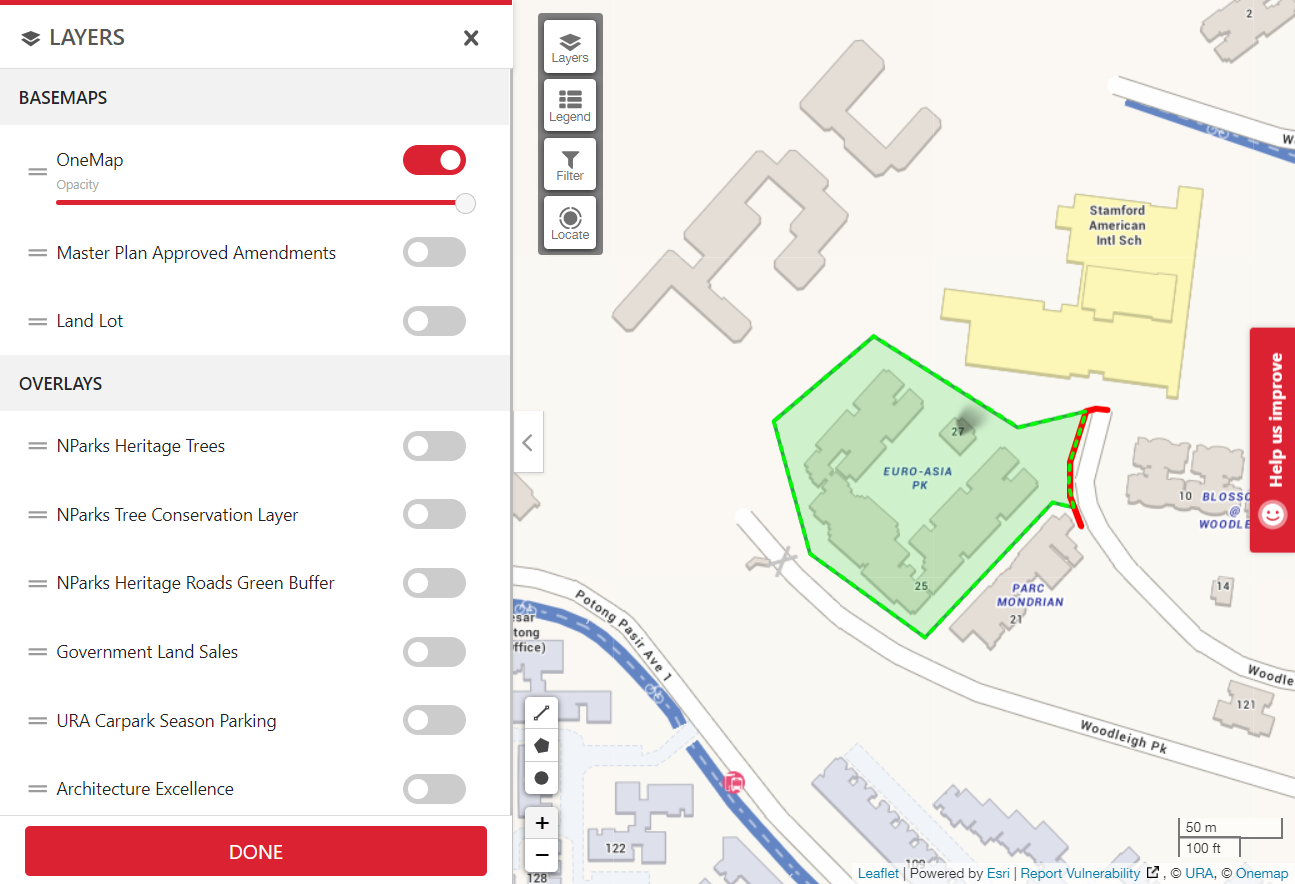 LAYERS
BASEMAPS
OneMap
Opacity
Master Plan Approved Amendments
Land Lot
OVERLAYS
NParks Heritage Trees
NParks Tree Conservation Layer
NParks Heritage Roads Green Buffer
Government Land Sales
URA Carpark Season Parking
Architecture Excellence
DONE
Layers
Legend
Filter
Locate
2
W
Stamford
American
Intl Sch
Help us improve
27
EURO-ASIA
PK
10
BLOSSO
@
WOODLE
25
PARC
MONDRIAN
21
14
Potong Pasir Ave 1
esar
tong
ffice)
Woodle
121
Woodleigh Pk
+
−
122
128
109
50 m
100 ft
Leaflet | Powered by Esri | Report Vulnerability , © URA, © Onemap